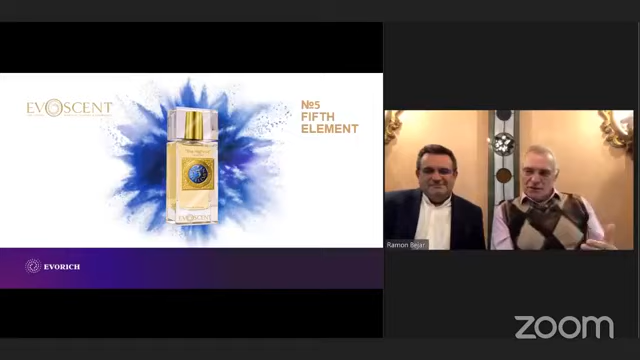 EVOSCENT
№5
FIFTH
ELEMENT
EVOSCENT
EVORICH
Ramon Bejar
zoom